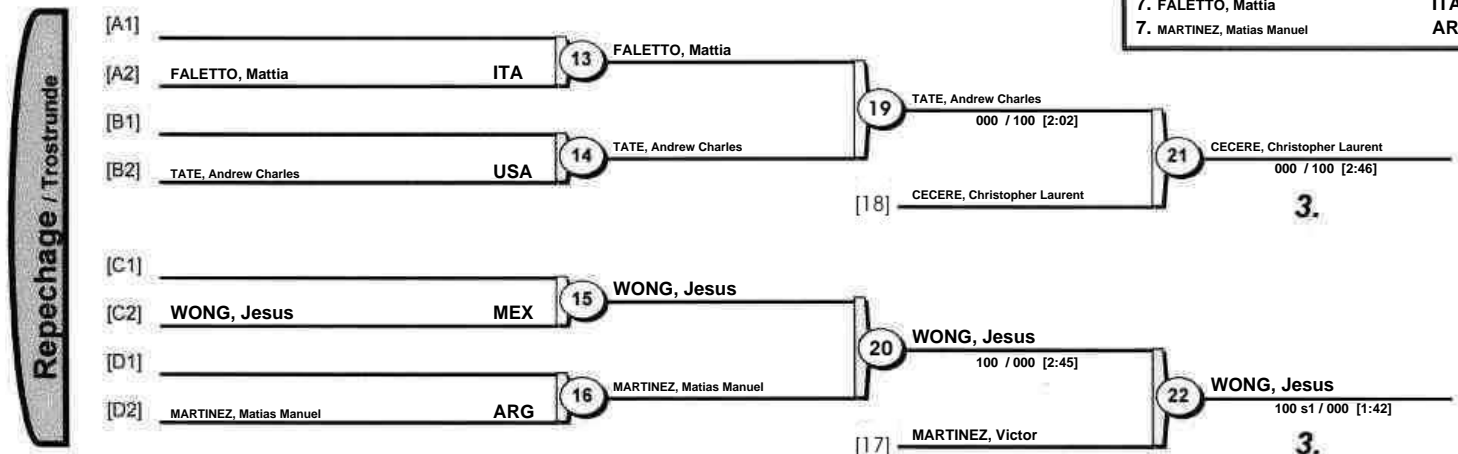 7. FALETTO, Mattia ITA
7. MARTINEZ, Matias Manuel AR
Repechage / Trostrunde
[A1]
[A2] FALETTO, Mattia ITA
13 FALETTO, Mattia
[B1]
[B2] TATE, Andrew Charles USA
14 TATE, Andrew Charles
19 TATE, Andrew Charles
000 / 100 [2:02]
[18] CECERE, Christopher Laurent
21 CECERE, Christopher Laurent
000 / 100 [2:46]
3.
[C1]
[C2] WONG, Jesus MEX
15 WONG, Jesus
[D1]
[D2] MARTINEZ, Matias Manuel ARG
16 MARTINEZ, Matias Manuel
20 WONG, Jesus
100 / 000 [2:45]
[17] MARTINEZ, Victor
22 WONG, Jesus
100 s1 / 000 [1:42]
3.